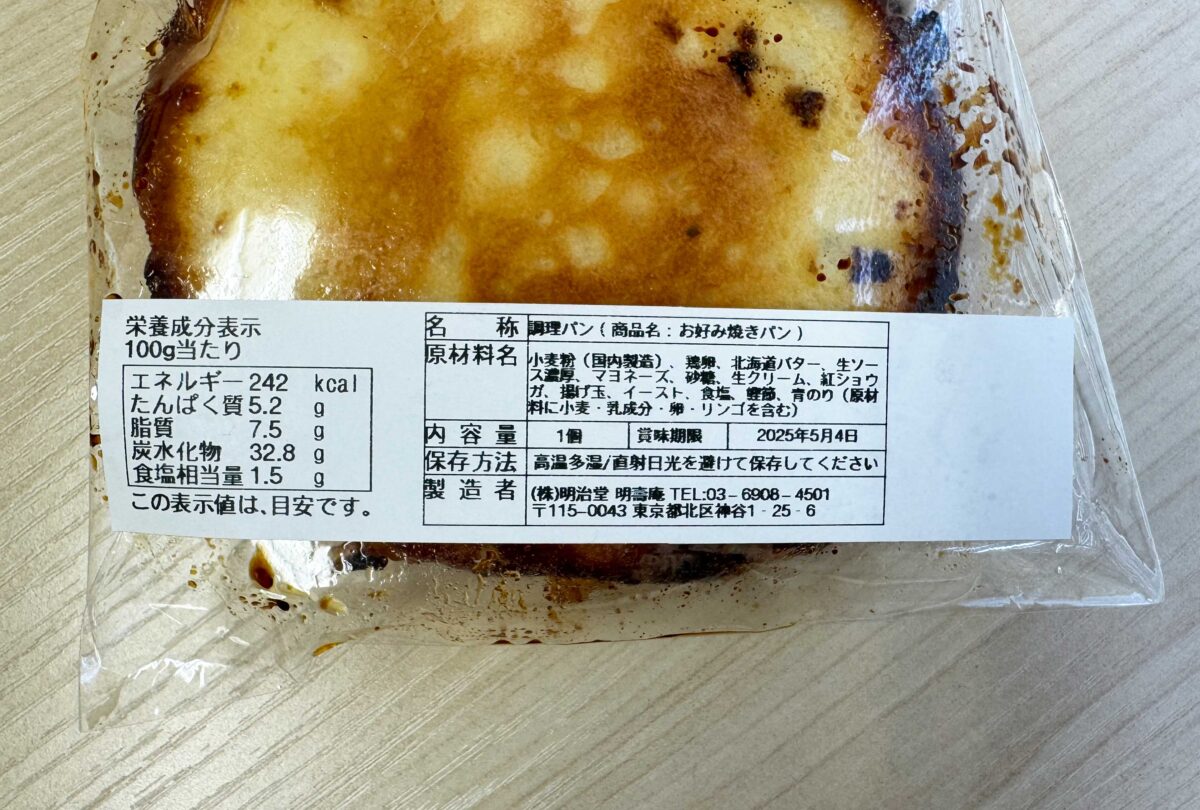 栄養成分表示
100g当たり
エネルギー 242 kcal
たんぱく質 5.2 g
脂質 7.5 g
炭水化物 32.8 g
食塩相当量 1.5 g
この表示値は、目安です。
名称 調理パン（商品名：お好み焼きパン）
原材料名 小麦粉（国内製造）、鶏卵、北海道バター、生ソー
ス濃厚、マヨネーズ、砂糖、生クリーム、紅ショウ
ガ、揚げ玉、イースト、食塩、鰹節、青のり（原材
料に小麦・乳成分・卵・リンゴを含む）
内容量 1個 賞味期限 2025年5月4日
保存方法 高温多湿/直射日光を避けて保存してください
製造者 (株)明治堂 明壽庵 TEL:03-6908-4501
〒115-0043 東京都北区神谷1-25-6